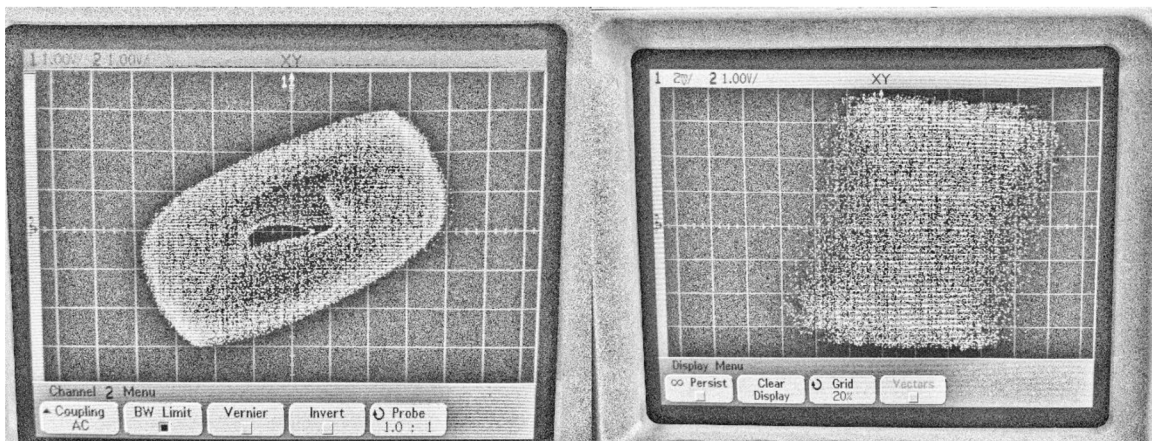 1 1.00V/ 2 1.00V/
XY
Channel 2 Menu
Coupling
AC
BW Limit
Vernier
Invert
Probe
1.0 : 1
1 2 1.00V/
XY
Display Menu
∞ Persist
Clear
Display
Grid
20%
Vectors